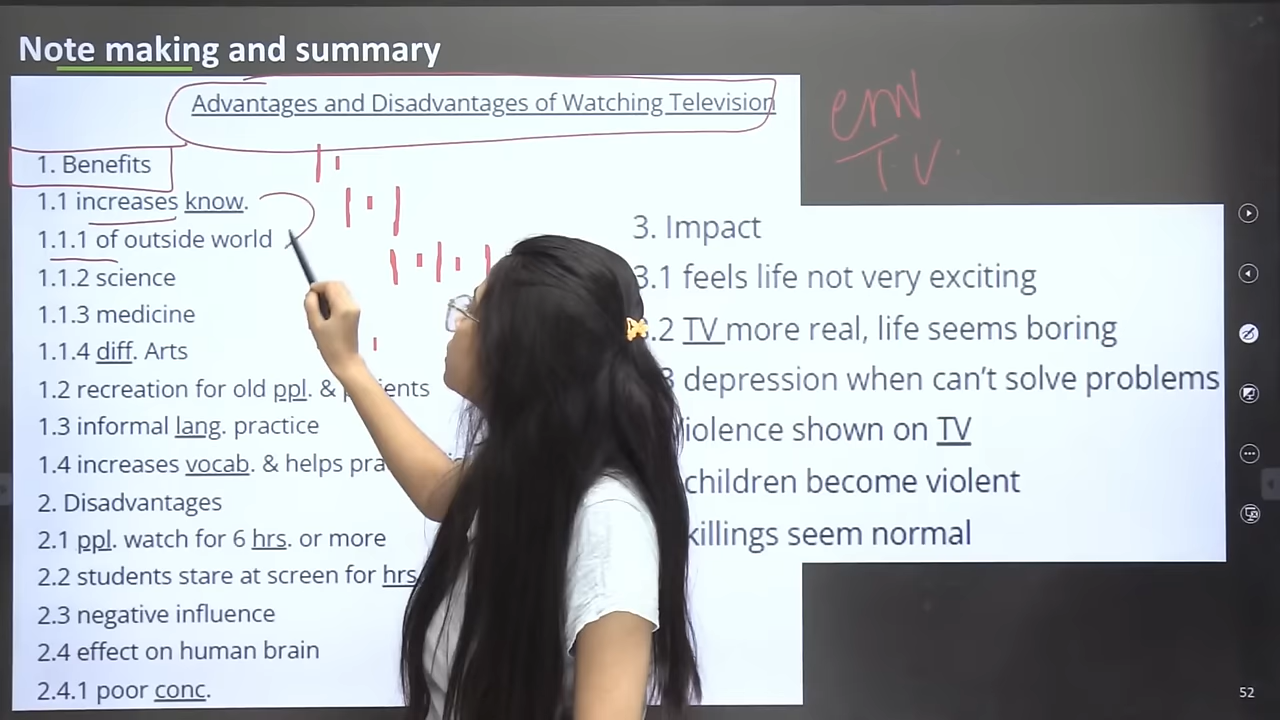 Note making and summary
Advantages and Disadvantages of Watching Television
1. Benefits
1.1 increases know.
1.1.1 of outside world
1.1.2 science
1.1.3 medicine
1.1.4 diff. Arts
1.2 recreation for old ppl. &
1.3 informal lang. practice
1.4 increases vocab. & helps
2. Disadvantages
2.1 ppl. watch for 6 hrs. or more
2.2 students stare at screen for hrs
2.3 negative influence
2.4 effect on human brain
2.4.1 poor conc.
TV
3. Impact
3.1 feels life not very exciting
.2 TV more real, life seems boring
depression when can't solve problems
violence shown on TV
children become violent
killings seem normal
52